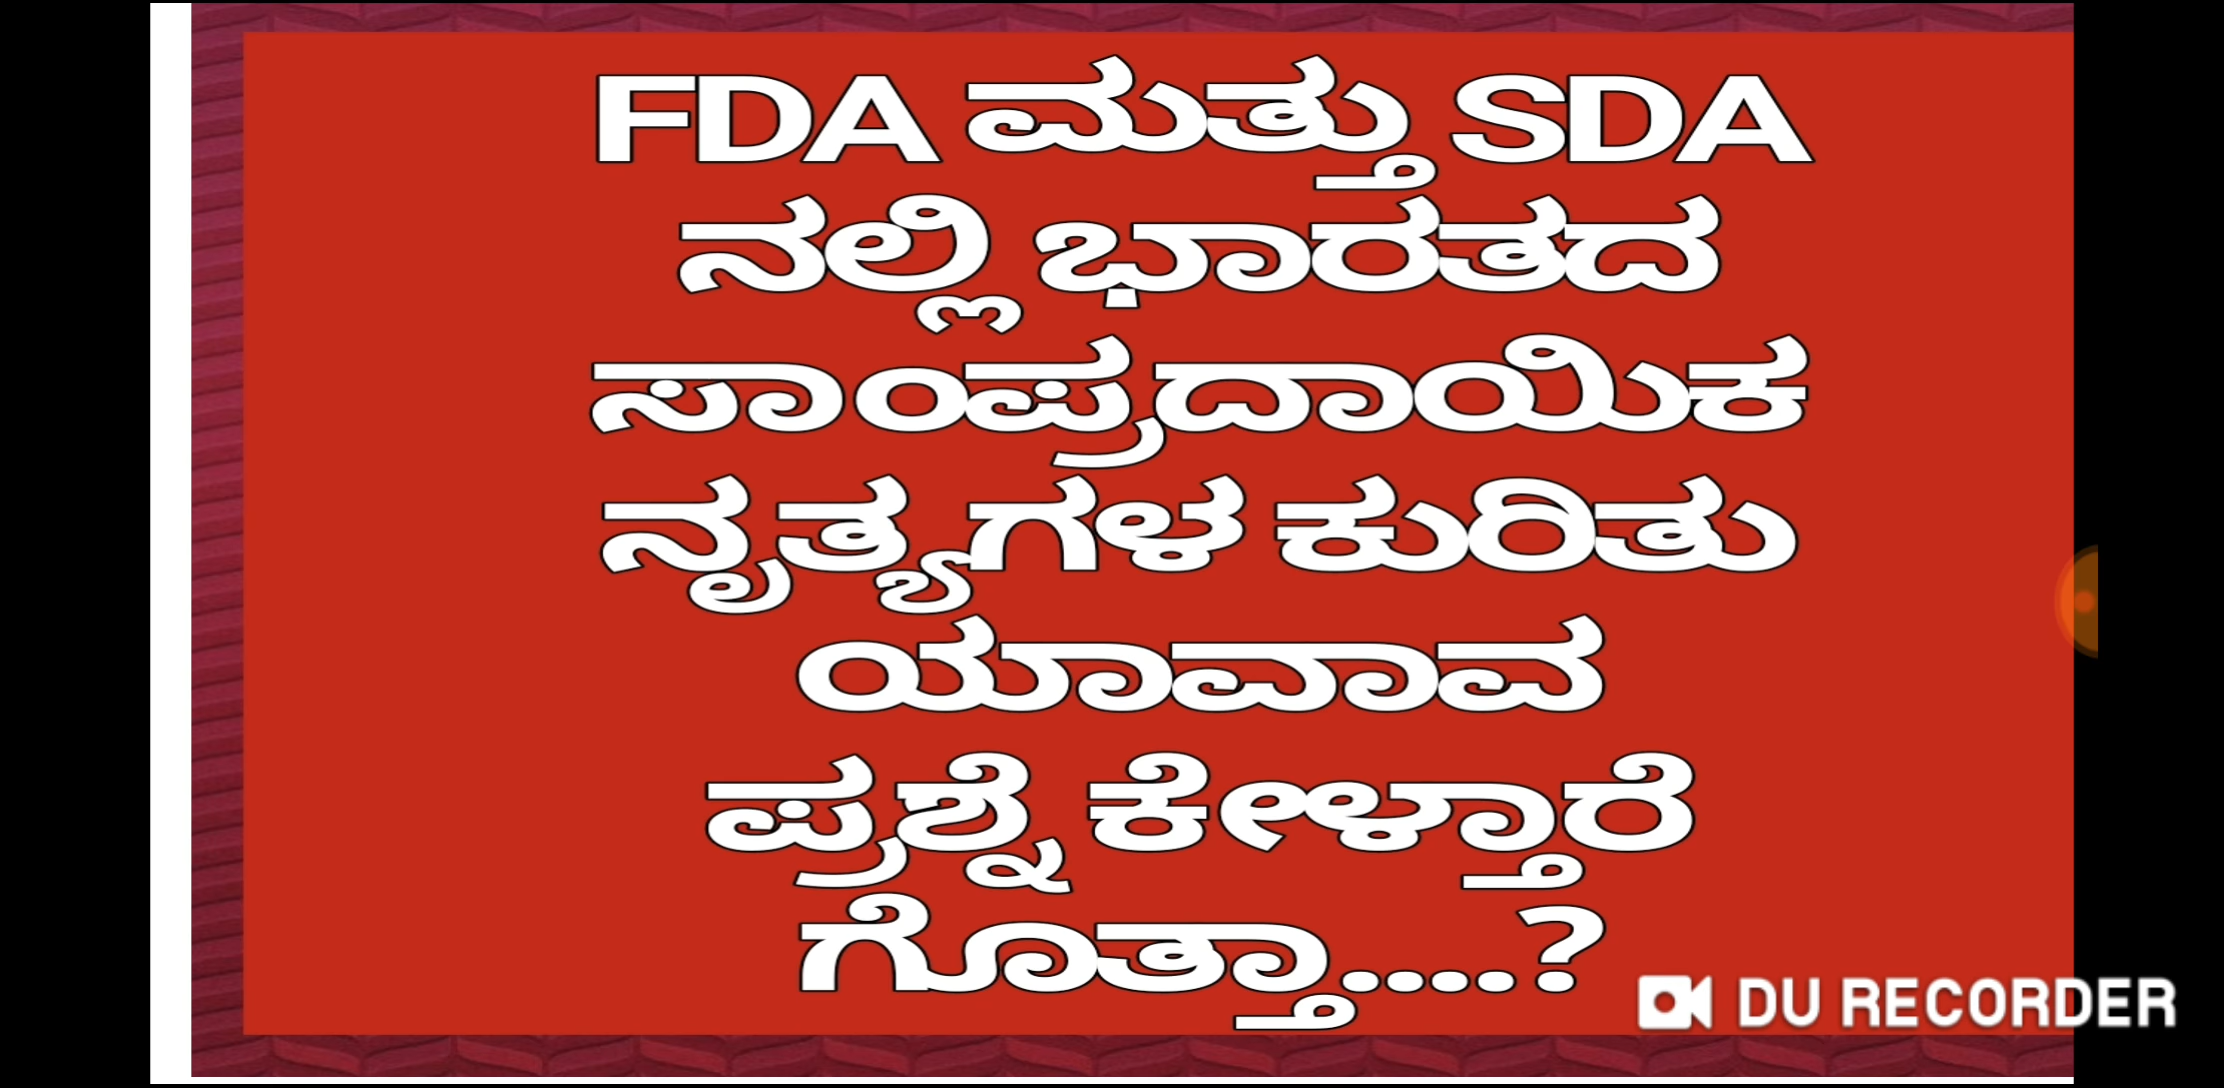 FDA ಮತ್ತು SDA
ನಲ್ಲಿ ಭಾರತದ
ಸಾಂಪ್ರದಾಯಿಕ
ನೃತ್ಯಗಳ ಕುರಿತು
ಯಾವಾವ
ಪ್ರಶ್ನೆ ಕೇಳ್ತಾರೆ
ಗೊತ್ತಾ....?
DU RECORDER